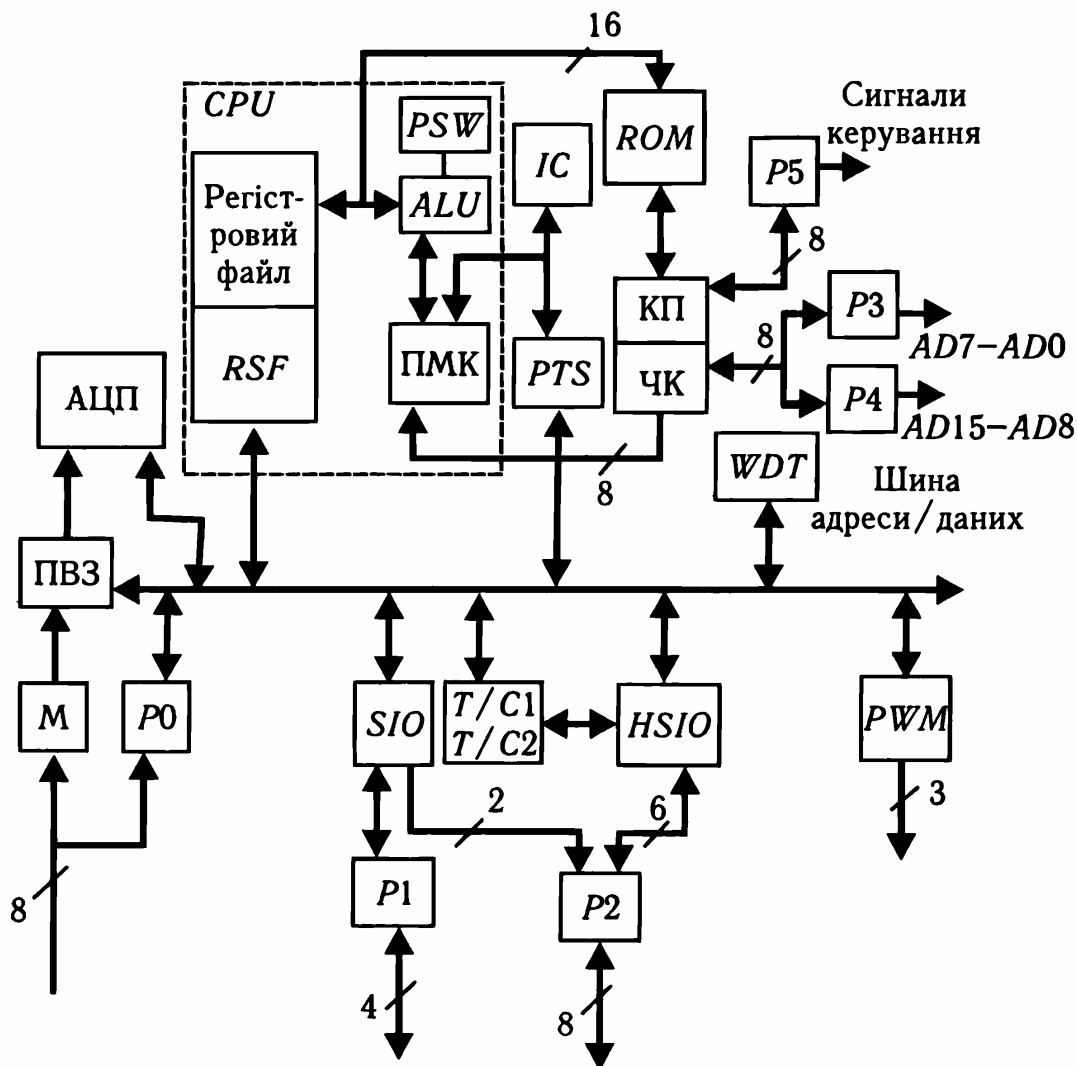 16
CPU
PSW
IC
ROM
Сигнали
керування
P5
Регіст-
ровий
файл
ALU
8
КП
P3
AD7–AD0
RSF
ПМК
PTS
ЧК
8
P4
AD15–AD8
АЦП
8
WDT
Шина
адреси/даних
ПВЗ
М
P0
SIO
T/C1
T/C2
HSIO
PWM
2
6
3
8
P1
P2
4
8